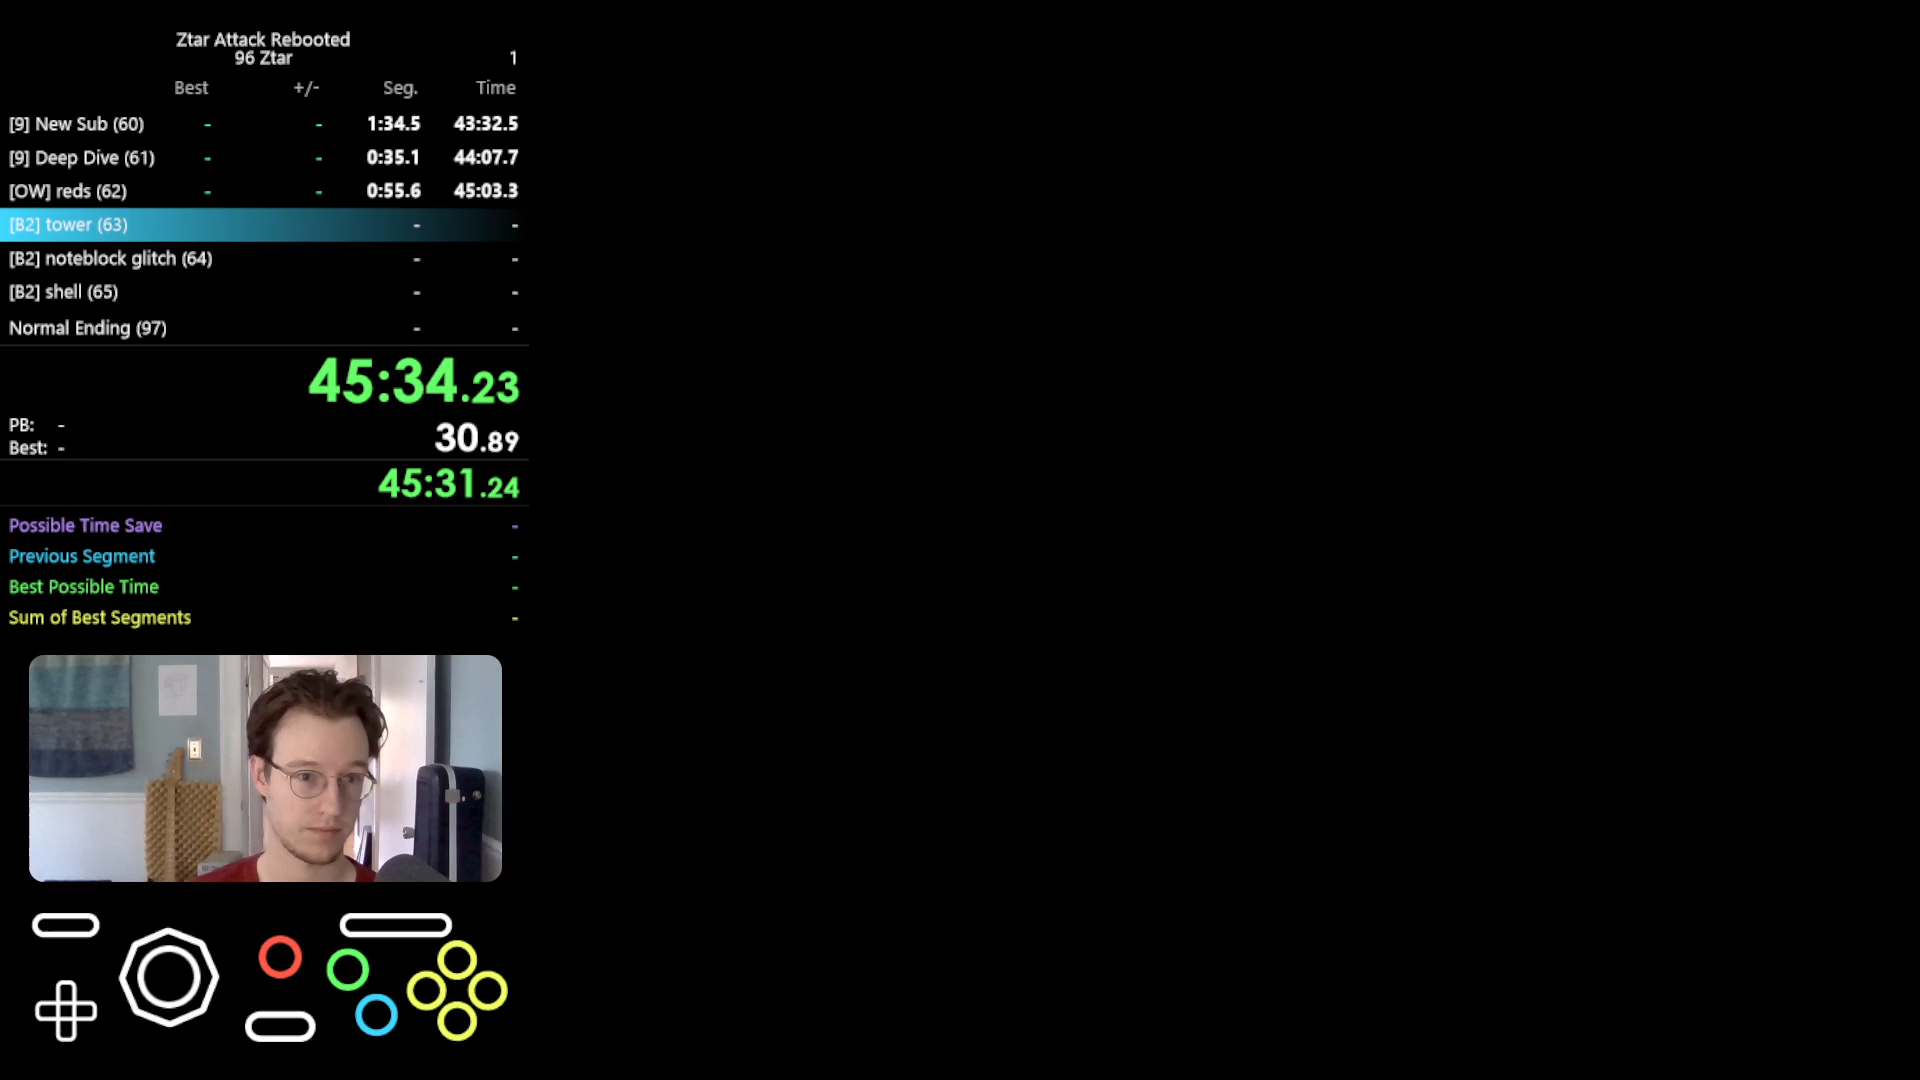 Ztar Attack Rebooted
96 Ztar 1
Best +/- Seg. Time
[9] New Sub (60) - - 1:34.5 43:32.5
[9] Deep Dive (61) - - 0:35.1 44:07.7
[OW] reds (62) - - 0:55.6 45:03.3
[B2] tower (63) - -
[B2] noteblock glitch (64) - -
[B2] shell (65) - -
Normal Ending (97) - -
45:34.23
PB: -
30.89
Best: -
45:31.24
Possible Time Save -
Previous Segment -
Best Possible Time -
Sum of Best Segments -